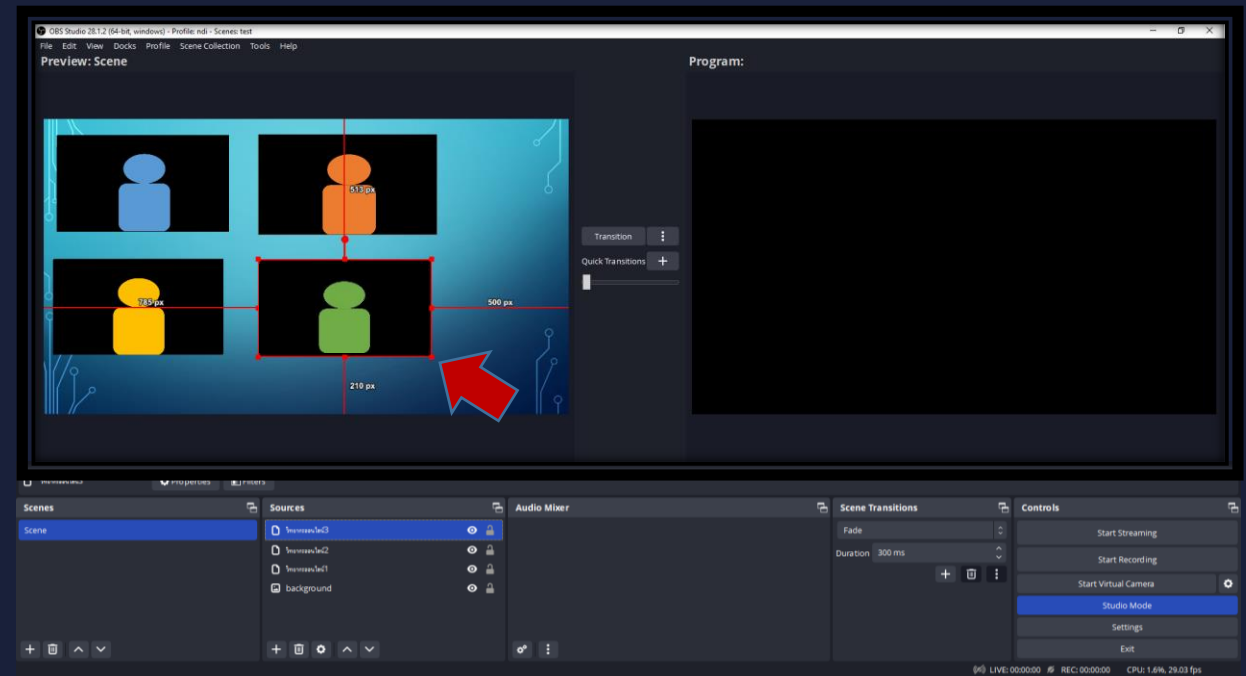 OBS Studio 28.1.2 (64-bit, windows) - Profile: ndi - Scenes: test
File Edit View Docks Profile Scene Collection Tools Help
Preview: Scene
Program:
513 px
785 px
500 px
210 px
Transition
Quick Transitions
Properties Filters
Scenes
Scene
Sources
background
Audio Mixer
Scene Transitions
Fade
Duration 300 ms
Controls
Start Streaming
Start Recording
Start Virtual Camera
Studio Mode
Settings
Exit
LIVE: 00:00:00 REC: 00:00:00 CPU: 1.6%, 29.03 fps